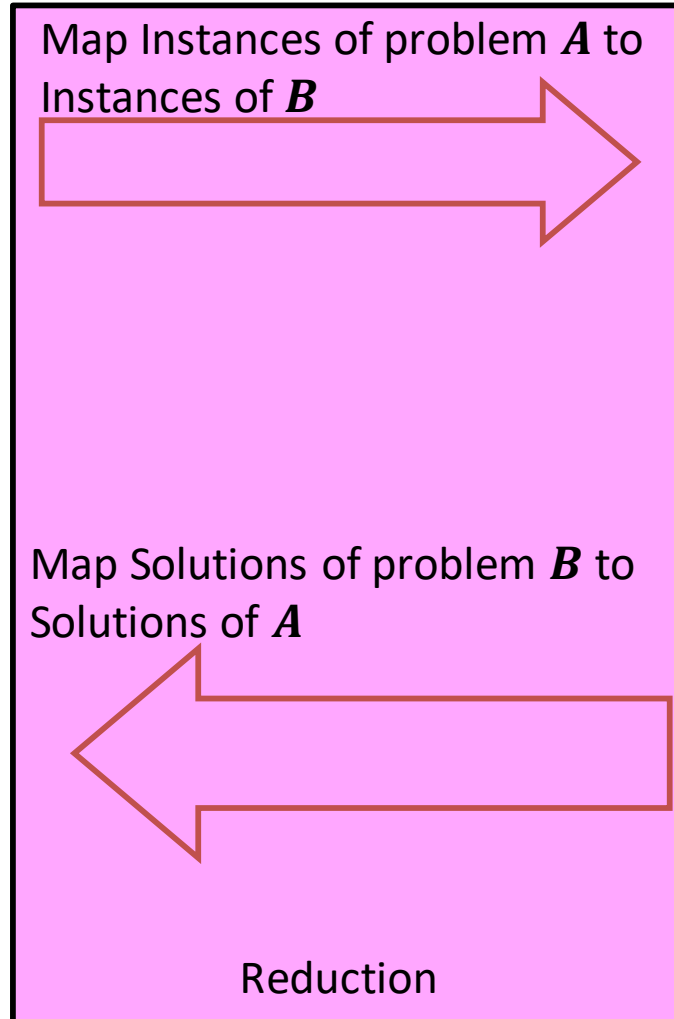 Map Instances of problem A to
Instances of B
Map Solutions of problem B to
Solutions of A
Reduction